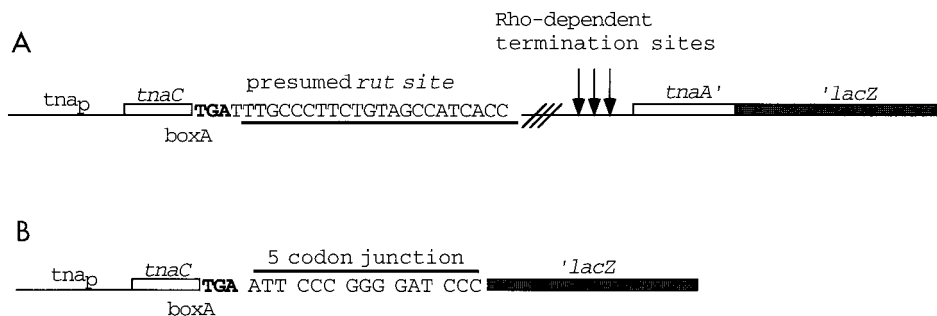 A
Rho-dependent
termination sites
presumed rut site
tnap
tnaC
TGATTTGCCCTTCTGTAGCCATCACC
tnaA'
'lacZ
boxA
B
5 codon junction
tnap
tnaC
TGA ATT CCC GGG GAT CCC
'lacZ
boxA